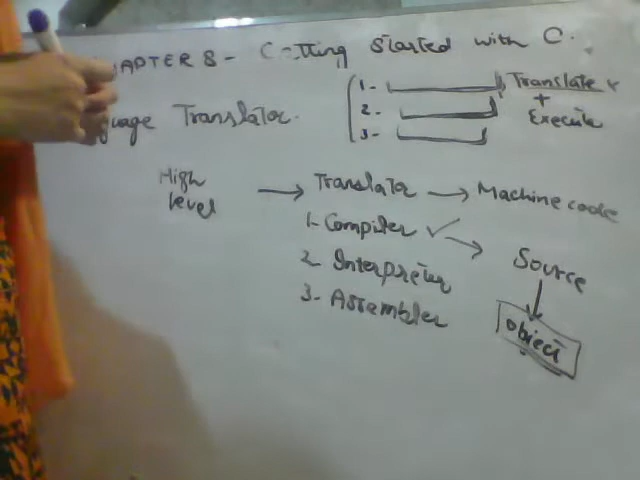 APTER 8 - Getting Started with C.
guage Translator.
1- Translate
2- + Execute
3-
High level → Translator → Machine code
1- Compiler ✓ → Source
2- Interpreter ↓
3- Assembler object